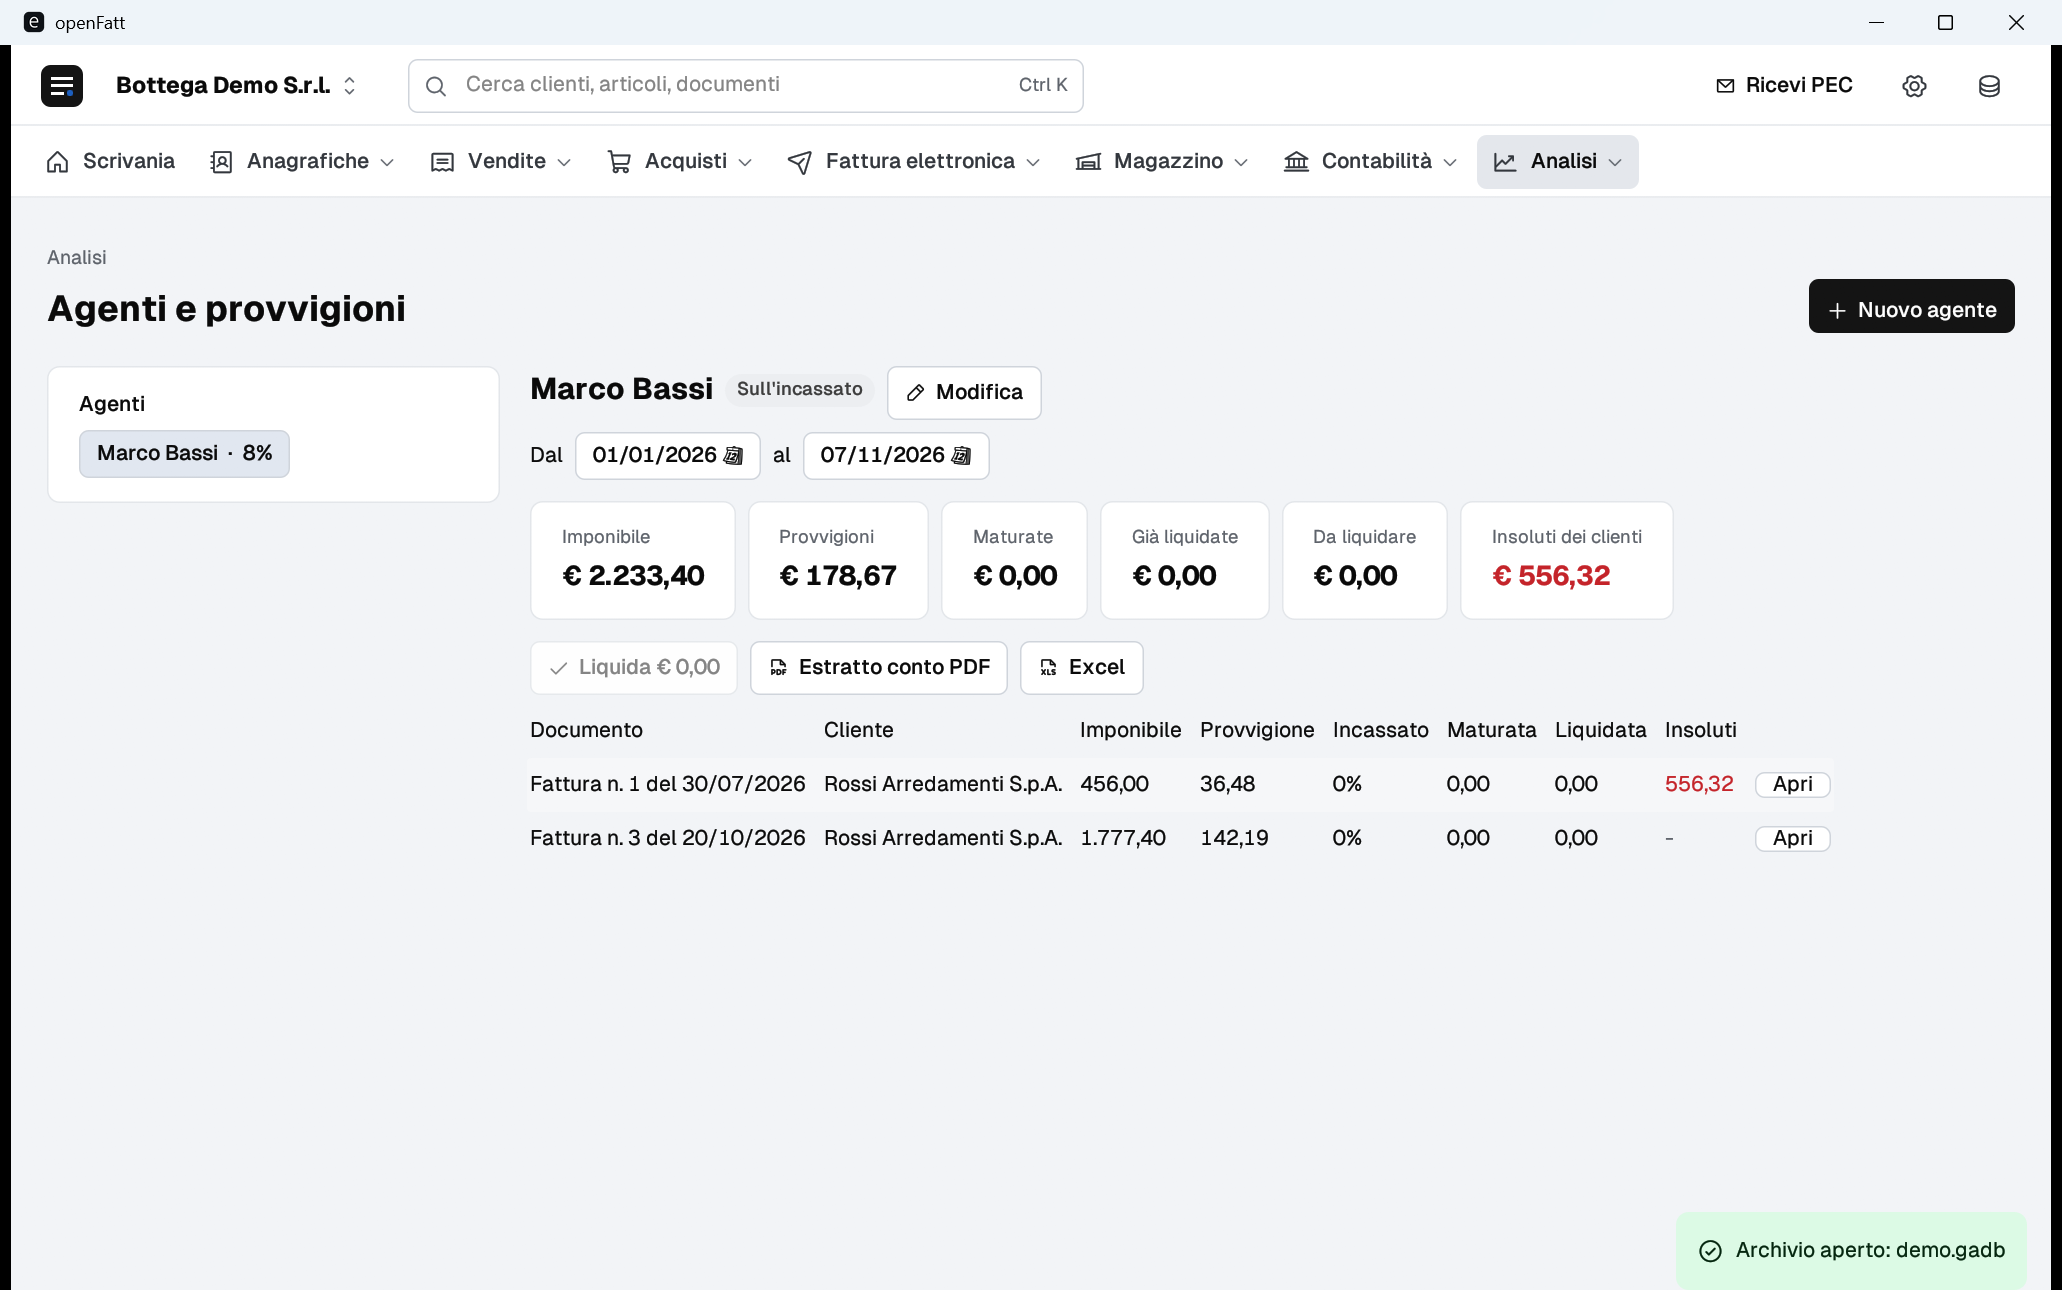 openFatt
Bottega Demo S.r.l.
Cerca clienti, articoli, documenti
Ctrl K
Ricevi PEC
Scrivania
Anagrafiche
Vendite
Acquisti
Fattura elettronica
Magazzino
Contabilità
Analisi
Analisi
Agenti e provvigioni
Nuovo agente
Agenti
Marco Bassi · 8%
Marco Bassi
Sull'incassato
Modifica
Dal 01/01/2026 al 07/11/2026
Imponibile
€ 2.233,40
Provvigioni
€ 178,67
Maturate
€ 0,00
Già liquidate
€ 0,00
Da liquidare
€ 0,00
Insoluti dei clienti
€ 556,32
Liquida € 0,00
Estratto conto PDF
Excel
Documento Cliente Imponibile Provvigione Incassato Maturata Liquidata Insoluti
Fattura n. 1 del 30/07/2026 Rossi Arredamenti S.p.A. 456,00 36,48 0% 0,00 0,00 556,32 Apri
Fattura n. 3 del 20/10/2026 Rossi Arredamenti S.p.A. 1.777,40 142,19 0% 0,00 0,00 - Apri
Archivio aperto: demo.gadb